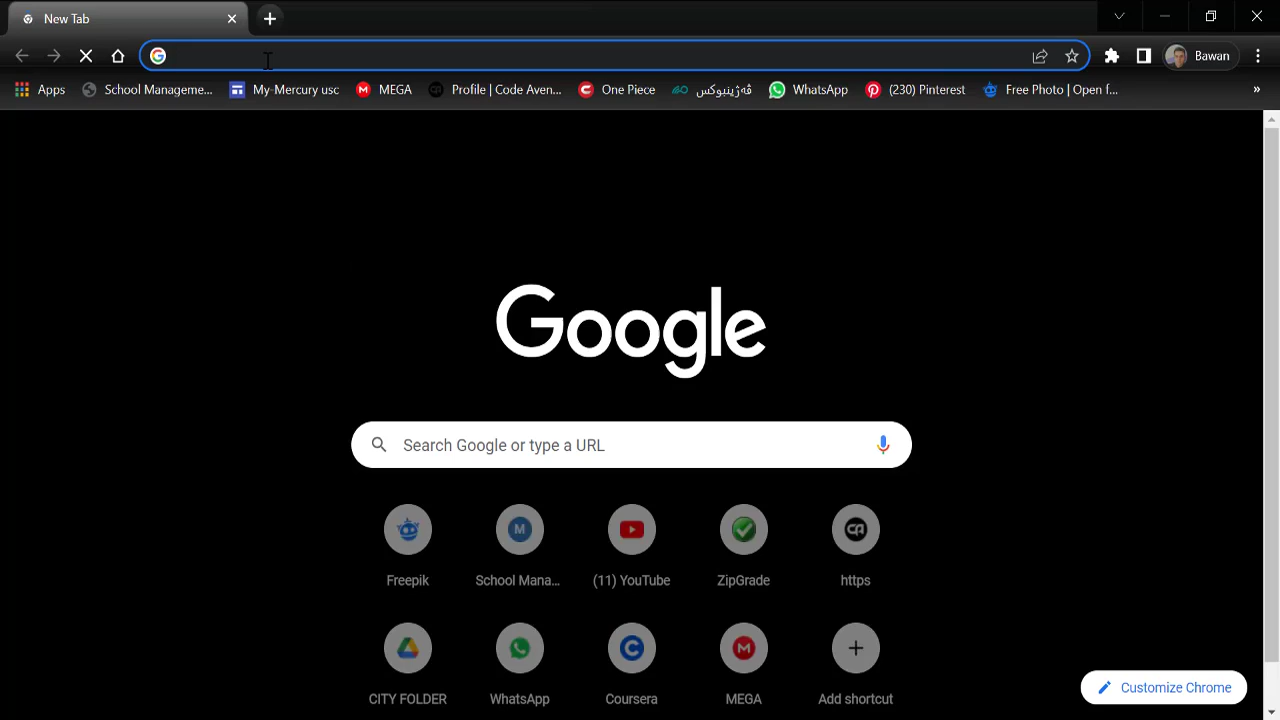 New Tab
Bawan
Apps
School Manageme...
My-Mercury usc
MEGA
Profile | Code Aven...
One Piece
ڤەژینبوکس
WhatsApp
(230) Pinterest
Free Photo | Open f...
»
Google
Search Google or type a URL
Freepik
M
School Mana...
(11) YouTube
ZipGrade
CA
https
CITY FOLDER
WhatsApp
C
Coursera
M
MEGA
Add shortcut
Customize Chrome